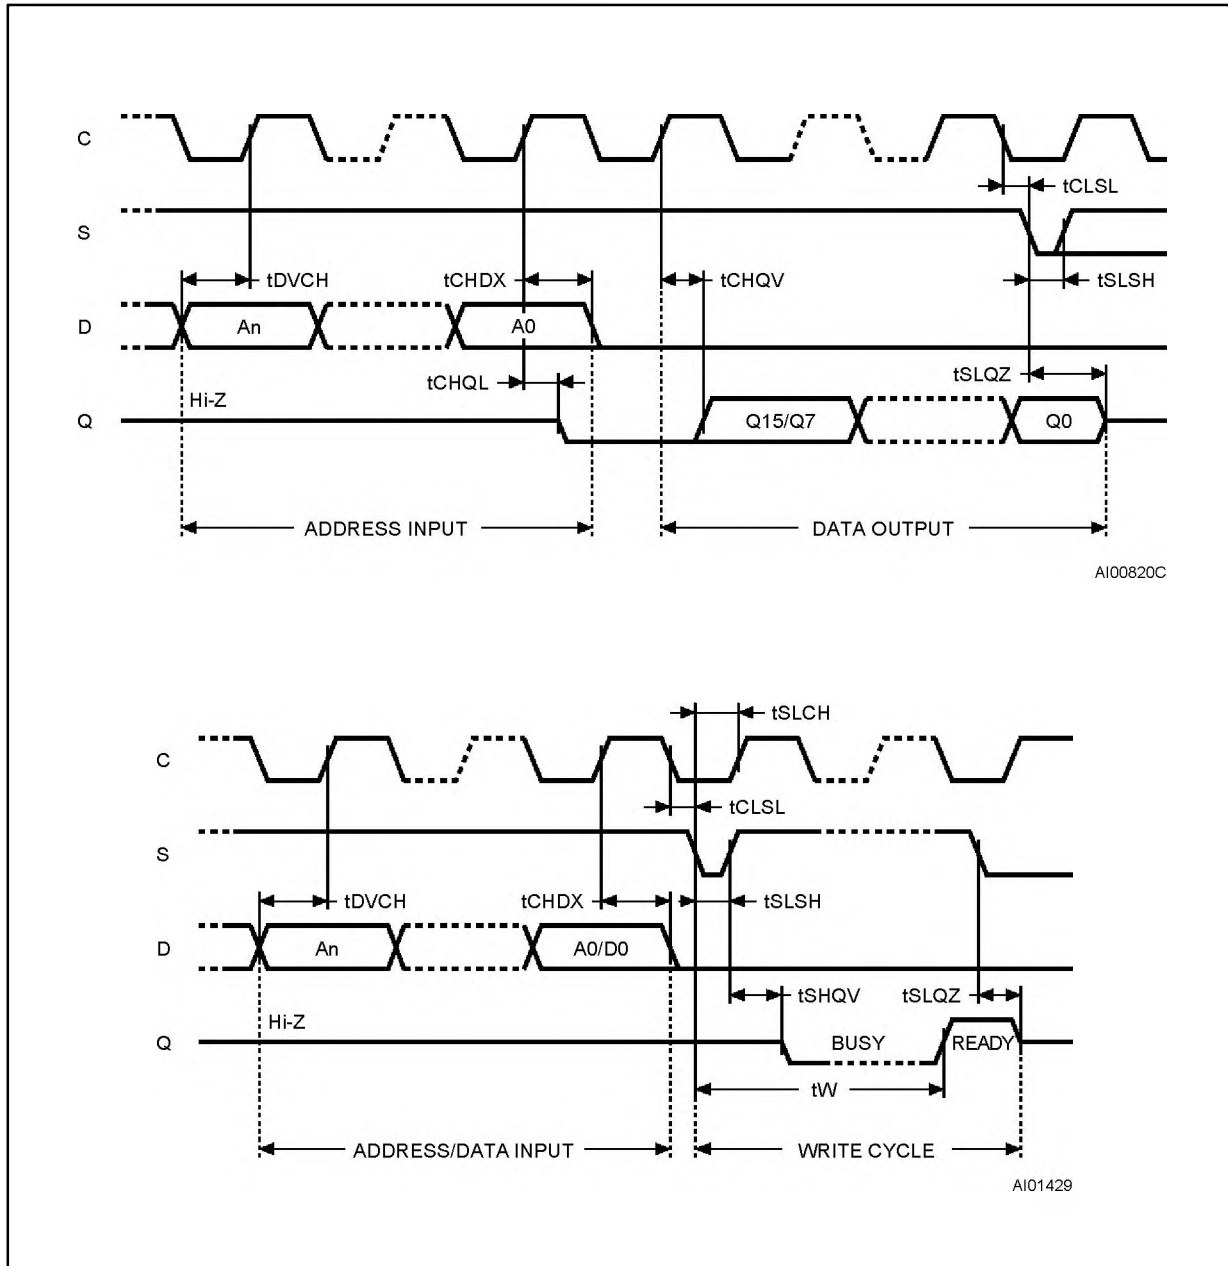 C
tCLSL
S
tDVCH tCHDX tCHQV tSLSH
D An A0
tCHQL tSLQZ
Hi-Z
Q Q15/Q7 Q0
ADDRESS INPUT DATA OUTPUT
AI00820C
tSLCH
C
tCLSL
S
tDVCH tCHDX tSLSH
D An A0/D0
tSHQV tSLQZ
Hi-Z
Q BUSY READY
tW
ADDRESS/DATA INPUT WRITE CYCLE
AI01429